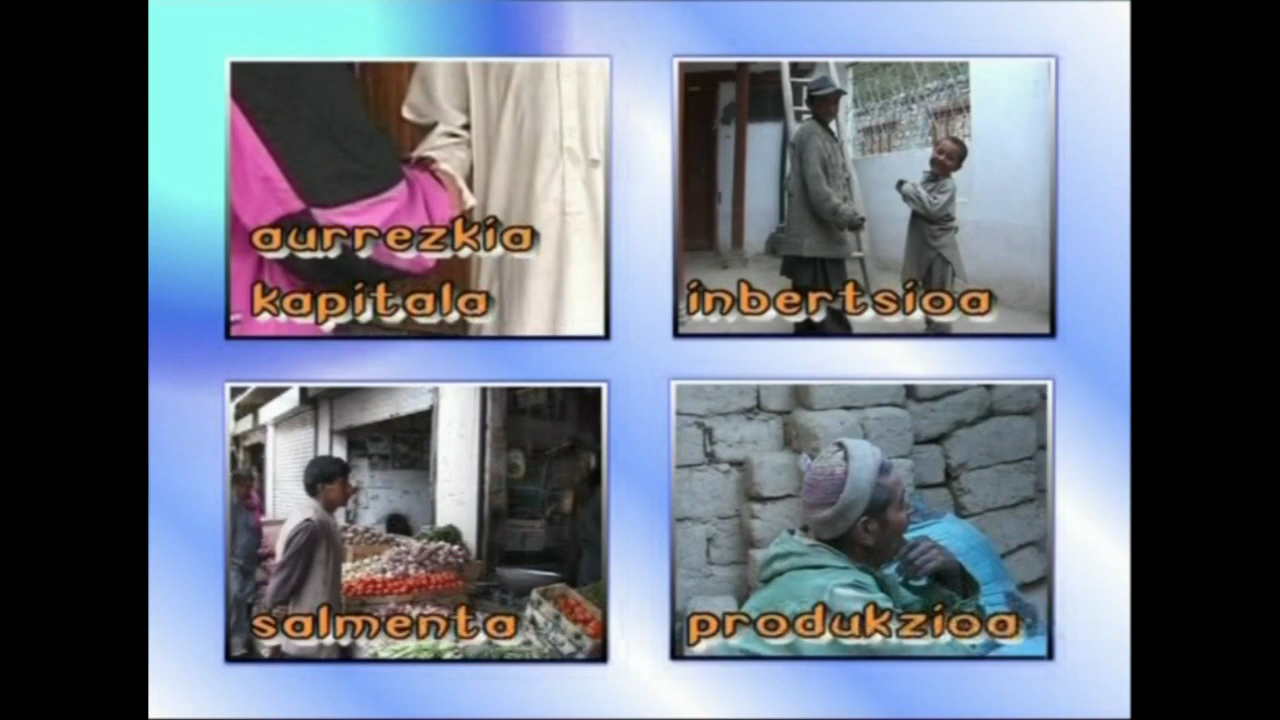 aurrezkia
kapitala
inbertsioa
salmenta
produkzioa